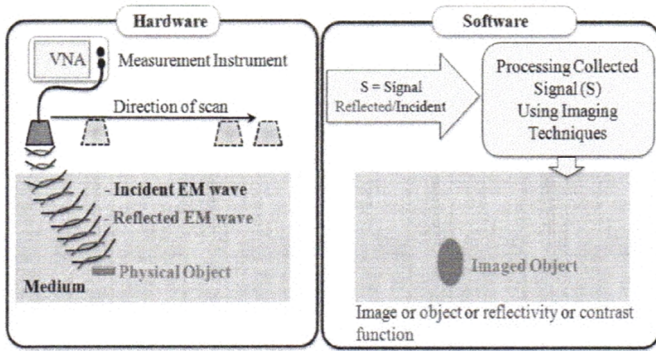 Hardware
VNA
Measurement Instrument
Direction of scan
- Incident EM wave
- Reflected EM wave
Physical Object
Medium
Software
S = Signal
Reflected/Incident
Processing Collected
Signal (S)
Using Imaging
Techniques
Imaged Object
Image or object or reflectivity or contrast
function